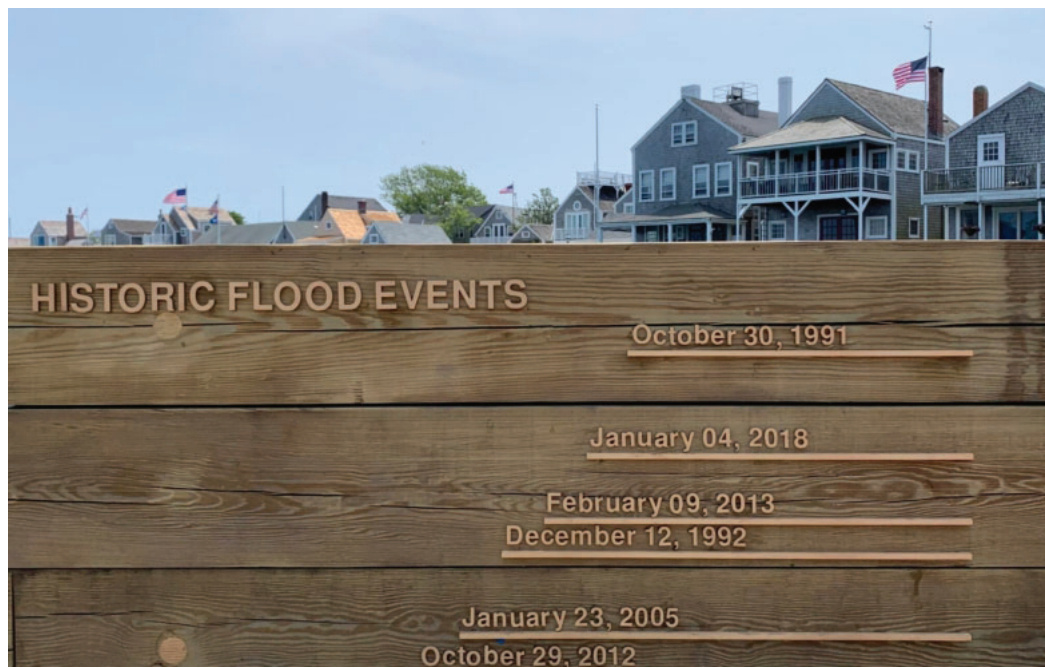 HISTORIC FLOOD EVENTS
October 30, 1991
January 04, 2018
February 09, 2013
December 12, 1992
January 23, 2005
October 29, 2012